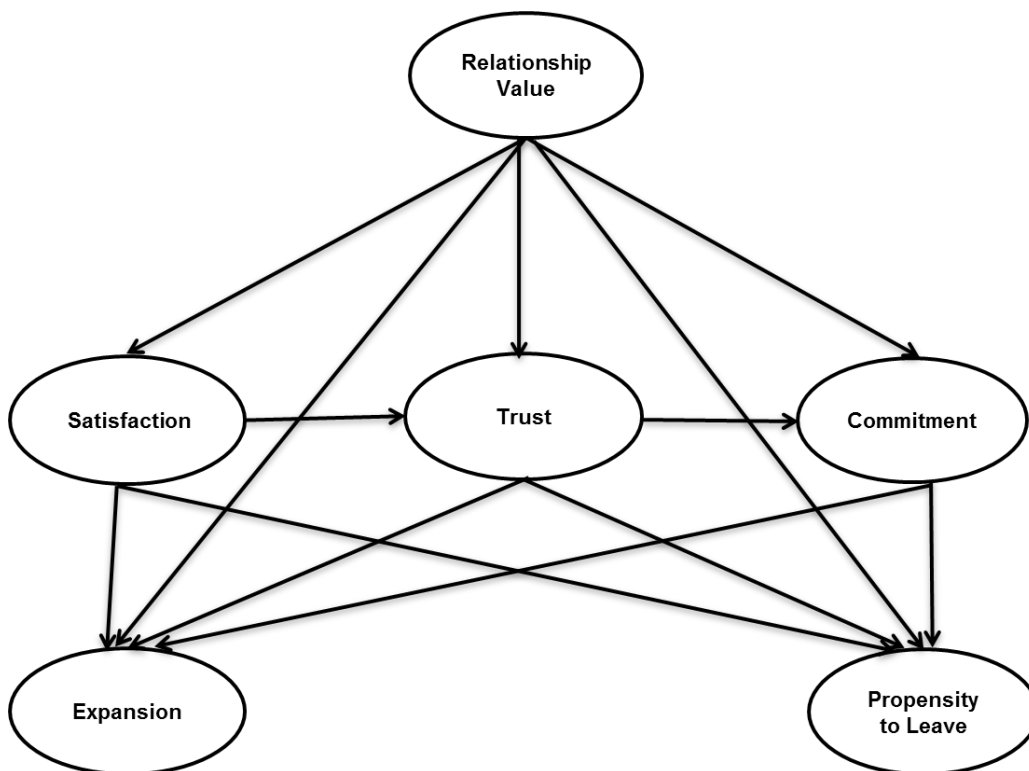 Relationship
Value
Satisfaction
Trust
Commitment
Expansion
Propensity
to Leave